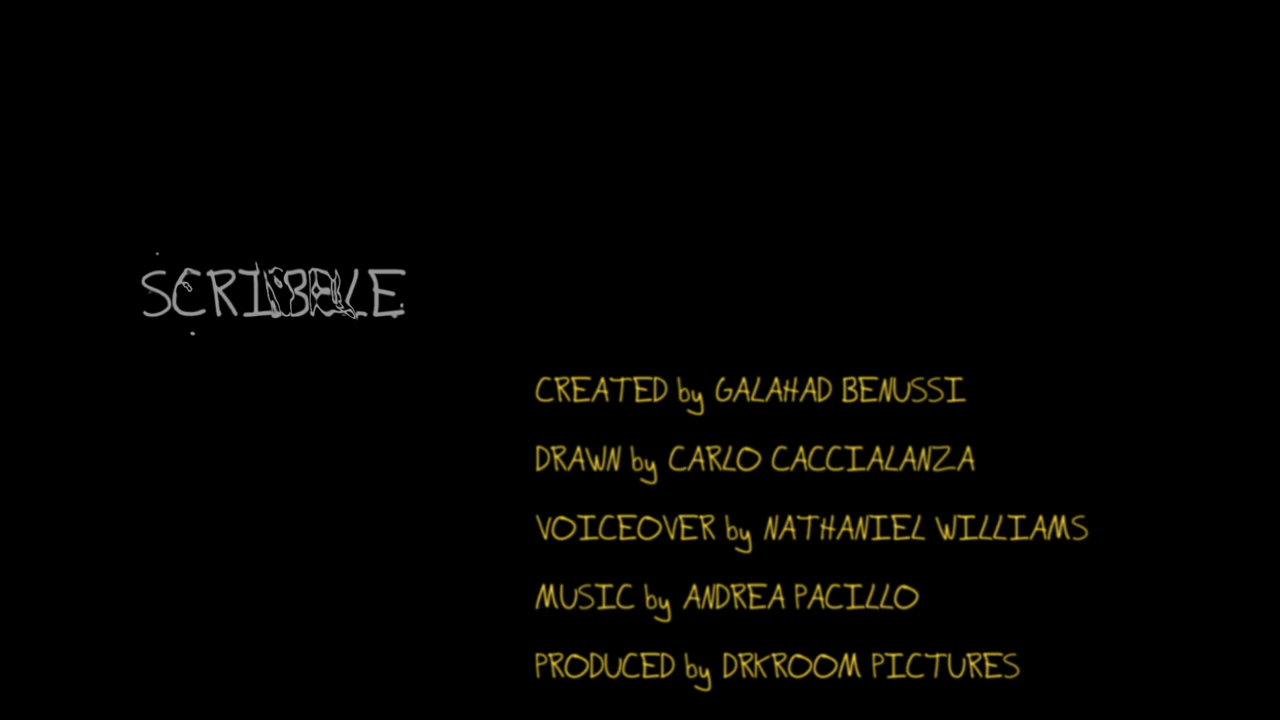 SCRIBBLE
CREATED by GALAHAD BENUSSI
DRAWN by CARLO CACCIALANZA
VOICEOVER by NATHANIEL WILLIAMS
MUSIC by ANDREA PACILLO
PRODUCED by DRKROOM PICTURES